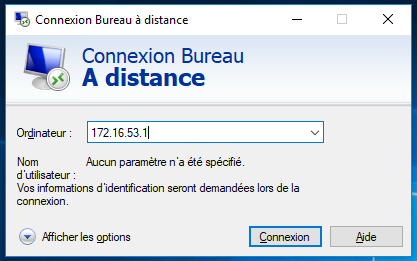 Connexion Bureau à distance
Connexion Bureau
A distance
Ordinateur :
172.16.53.1
Nom d'utilisateur :
Aucun paramètre n'a été spécifié.
Vos informations d'identification seront demandées lors de la
connexion.
Afficher les options
Connexion
Aide